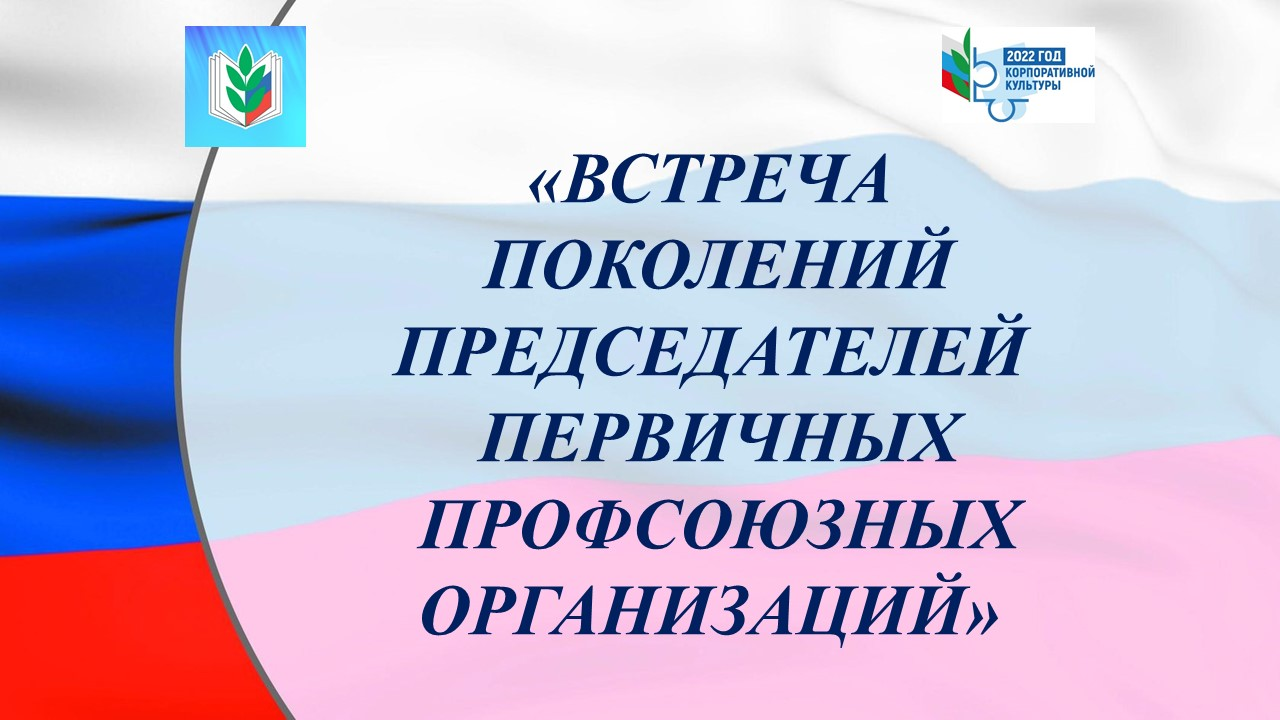 2022 ГОД
КОРПОРАТИВНОЙ
КУЛЬТУРЫ
«ВСТРЕЧА
ПОКОЛЕНИЙ
ПРЕДСЕДАТЕЛЕЙ
ПЕРВИЧНЫХ
ПРОФСОЮЗНЫХ
ОРГАНИЗАЦИЙ»